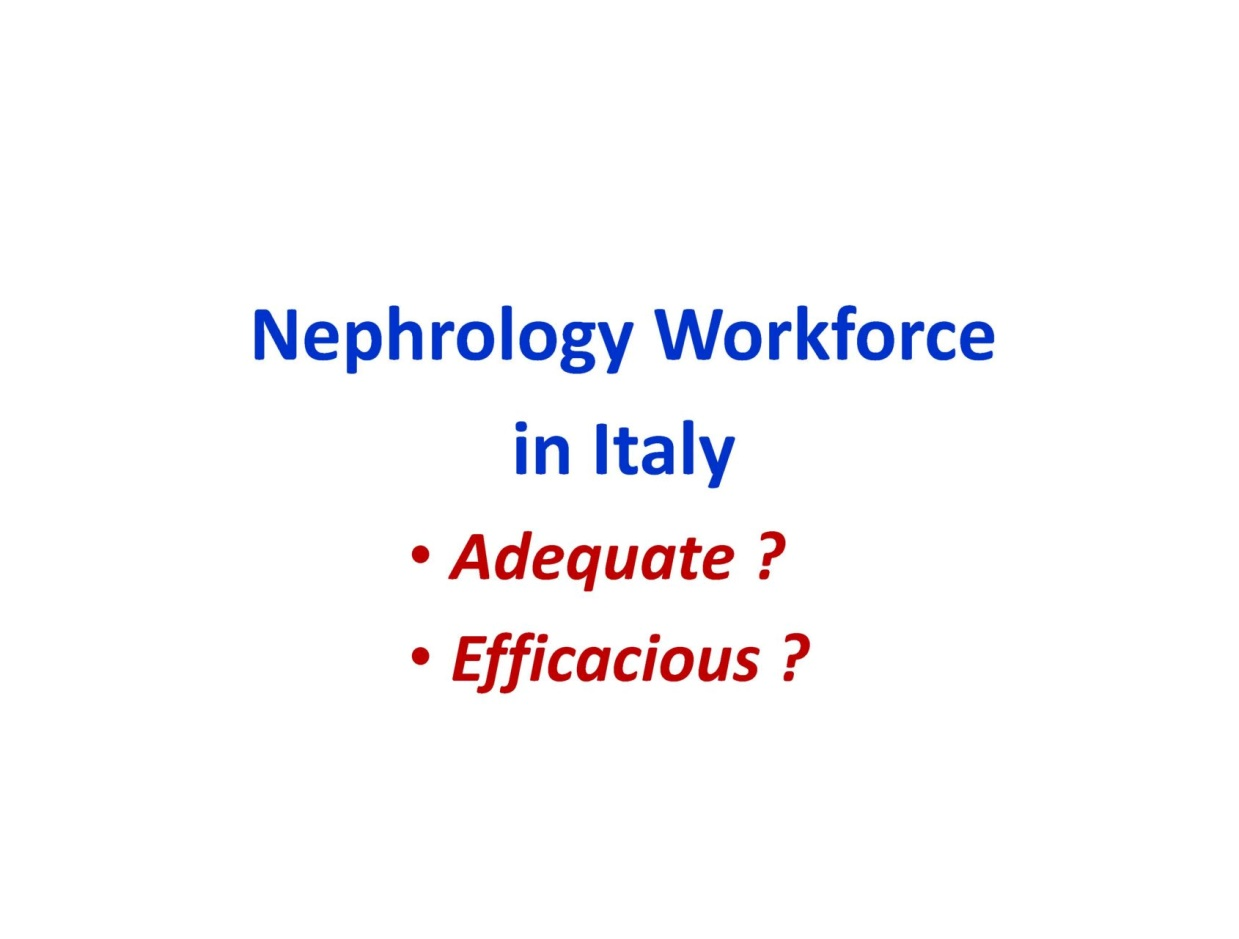 Nephrology Workforce
in Italy
• Adequate ?
• Efficacious ?